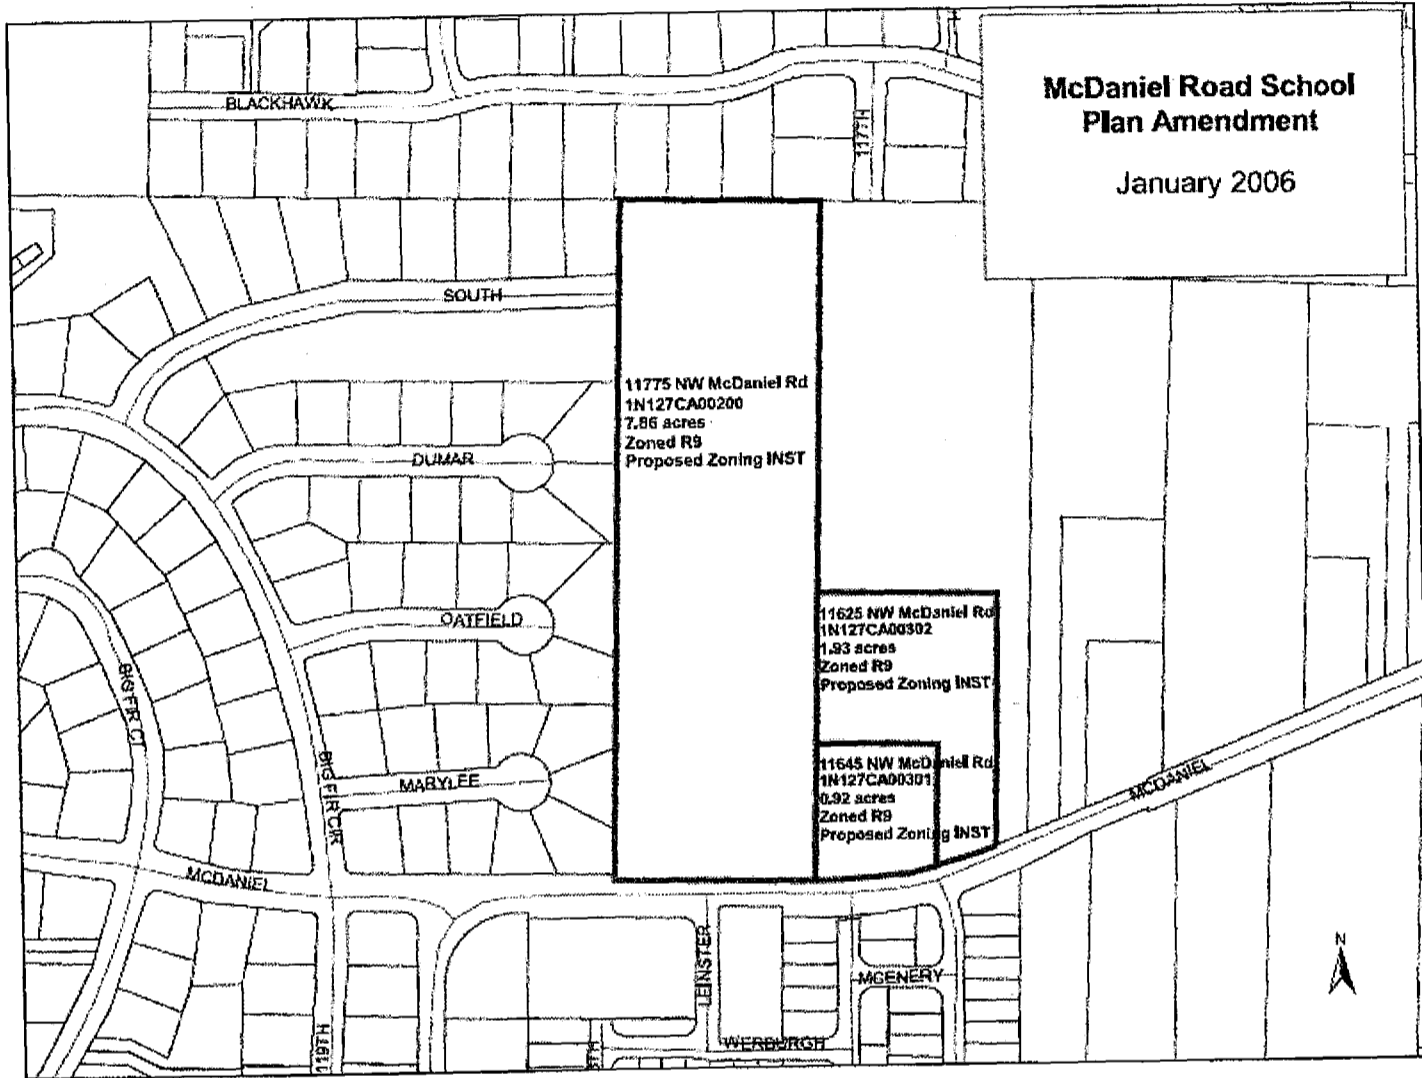 McDaniel Road School
Plan Amendment
January 2006
BLACKHAWK
117TH
SOUTH
11775 NW McDaniel Rd
1N127CA00200
7.86 acres
Zoned R9
Proposed Zoning INST
DUMAR
OATFIELD
11625 NW McDaniel Rd
1N127CA00302
1.93 acres
Zoned R9
Proposed Zoning INST
BIG FIR CT
BIG FIR CIR
MARYLEE
11645 NW McDaniel Rd
1N127CA00301
0.92 acres
Zoned R9
Proposed Zoning INST
MCDANIEL
MCDANIEL
LEINSTER
MCENERY
N
119TH
WERBURGH